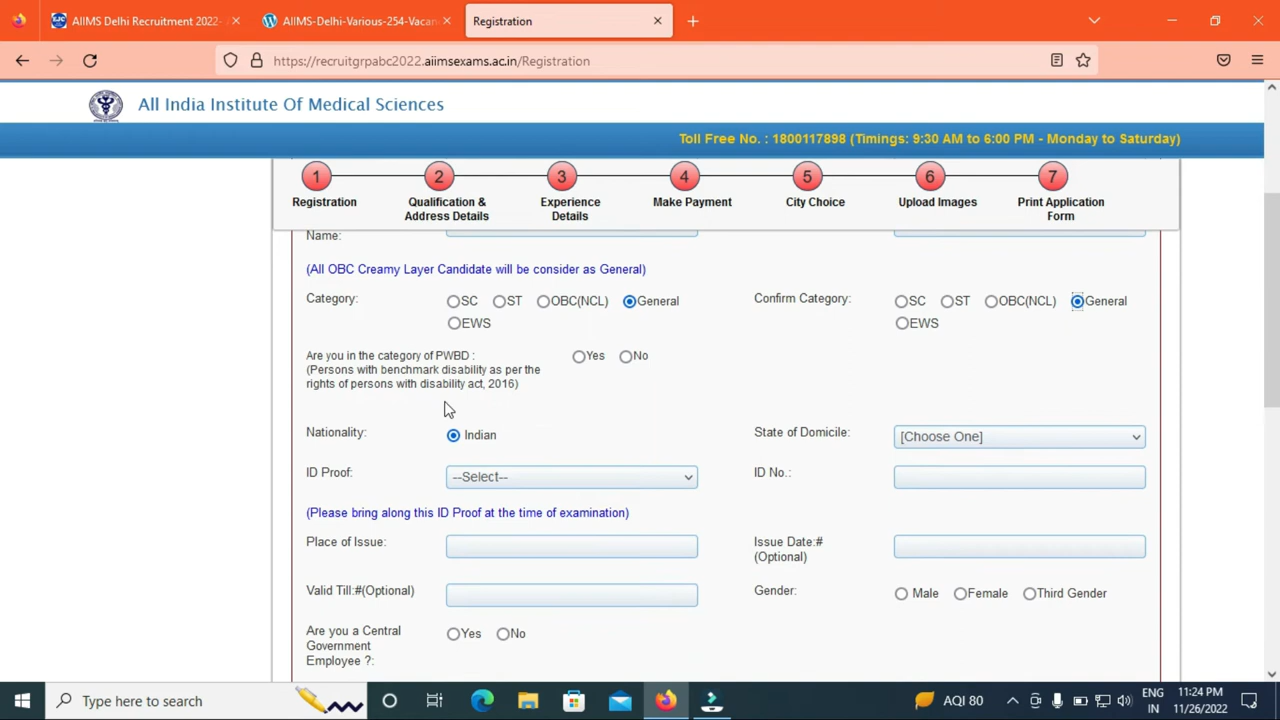 AIIMS Delhi Recruitment 2022-
AIIMS-Delhi-Various-254-Vacan
Registration
https://recruitgrpabc2022.aiimsexams.ac.in/Registration
All India Institute Of Medical Sciences
Toll Free No. : 1800117898 (Timings: 9:30 AM to 6:00 PM - Monday to Saturday)
1 2 3 4 5 6 7
Registration
Qualification &
Address Details
Experience
Details
Make Payment
City Choice
Upload Images
Print Application
Form
Name:
(All OBC Creamy Layer Candidate will be consider as General)
Category: SC ST OBC(NCL) General
EWS
Confirm Category: SC ST OBC(NCL) General
EWS
Are you in the category of PWBD : Yes No
(Persons with benchmark disability as per the
rights of persons with disability act, 2016)
Nationality: Indian
State of Domicile: [Choose One]
ID Proof: --Select--
ID No.:
(Please bring along this ID Proof at the time of examination)
Place of Issue:
Issue Date:#
(Optional)
Valid Till:#(Optional)
Gender: Male Female Third Gender
Are you a Central Yes No
Government
Employee ?:
Type here to search
AQI 80
ENG
IN
11:24 PM
11/26/2022